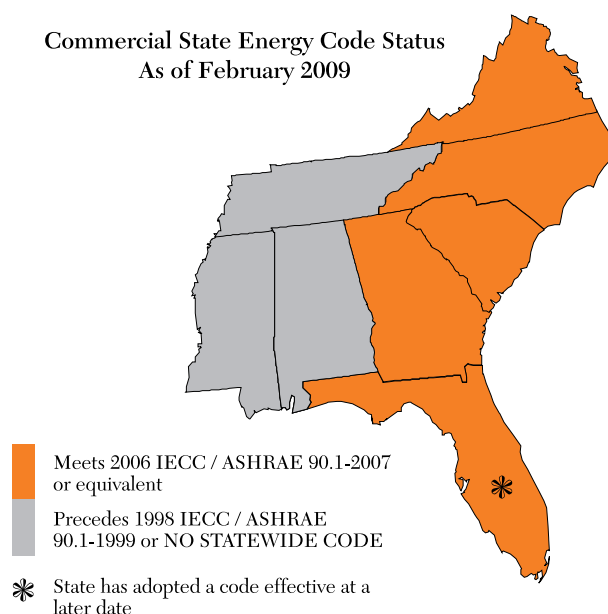 Commercial State Energy Code Status
As of February 2009
Meets 2006 IECC / ASHRAE 90.1-2007
or equivalent
Precedes 1998 IECC / ASHRAE
90.1-1999 or NO STATEWIDE CODE
State has adopted a code effective at a
later date